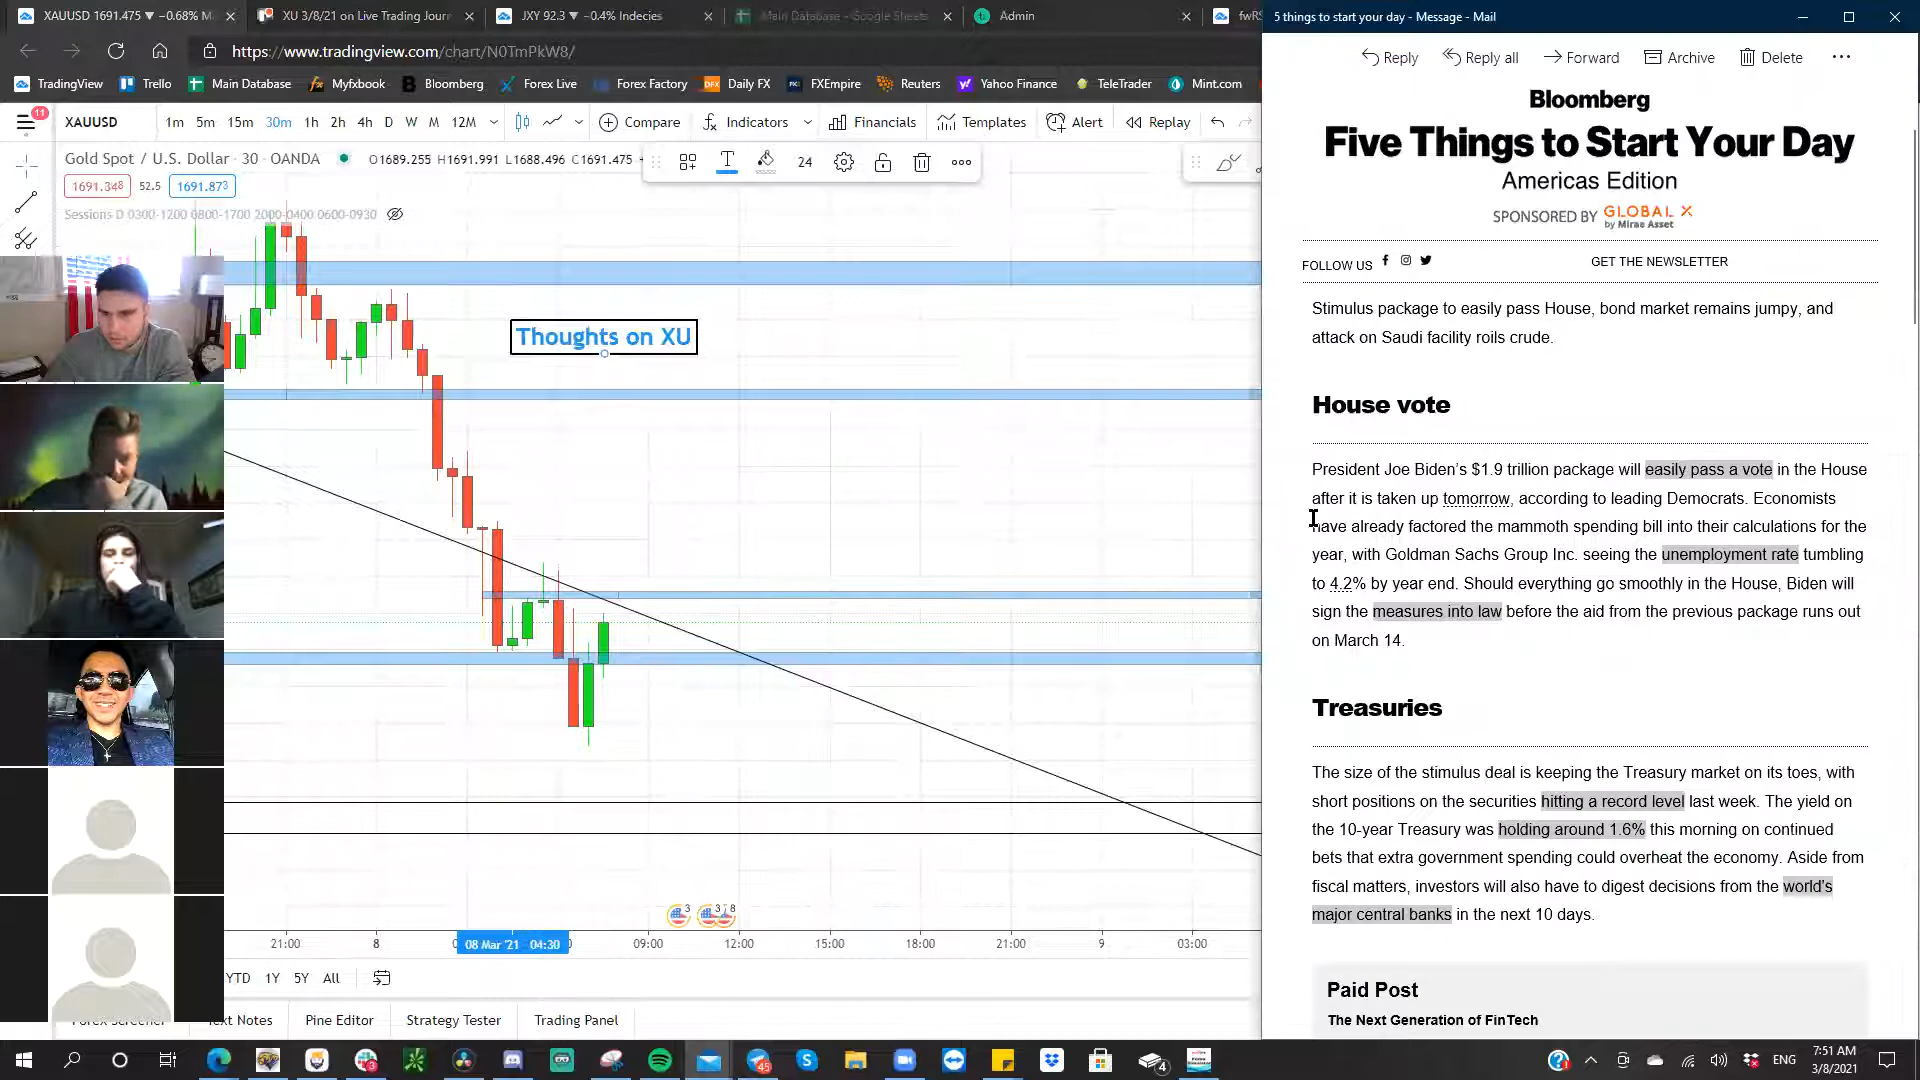 XAUUSD 1691.475 ▼ −0.68%
XU 3/8/21 on Live Trading Jour
JXY 92.3 ▼ −0.4% Indecies
Main Database - Google Sheets
Admin
https://www.tradingview.com/chart/N0TmPkW8/
TradingView
Trello
Main Database
Myfxbook
Bloomberg
Forex Live
Forex Factory
Daily FX
FXEmpire
Reuters
Yahoo Finance
TeleTrader
Mint.com
11
XAUUSD
1m 5m 15m 30m 1h 2h 4h D W M 12M
Compare
Indicators
Financials
Templates
Alert
Replay
Gold Spot / U.S. Dollar · 30 · OANDA
O1689.255 H1691.991 L1688.496 C1691.475
24
1691.348 52.5 1691.873
Sessions D 0300-1200 0800-1700 2000-0400 0600-0930
Thoughts on XU
3 3 8
21:00 8 08 Mar '21 04:30 09:00 12:00 15:00 18:00 21:00 9 03:00
YTD 1Y 5Y All
Forex Screener Text Notes Pine Editor Strategy Tester Trading Panel
5 things to start your day - Message - Mail
Reply Reply all Forward Archive Delete
Bloomberg
Five Things to Start Your Day
Americas Edition
SPONSORED BY GLOBAL X
by Mirae Asset
FOLLOW US GET THE NEWSLETTER
Stimulus package to easily pass House, bond market remains jumpy, and
attack on Saudi facility roils crude.
House vote
President Joe Biden’s $1.9 trillion package will easily pass a vote in the House
after it is taken up tomorrow, according to leading Democrats. Economists
have already factored the mammoth spending bill into their calculations for the
year, with Goldman Sachs Group Inc. seeing the unemployment rate tumbling
to 4.2% by year end. Should everything go smoothly in the House, Biden will
sign the measures into law before the aid from the previous package runs out
on March 14.
Treasuries
The size of the stimulus deal is keeping the Treasury market on its toes, with
short positions on the securities hitting a record level last week. The yield on
the 10-year Treasury was holding around 1.6% this morning on continued
bets that extra government spending could overheat the economy. Aside from
fiscal matters, investors will also have to digest decisions from the world's
major central banks in the next 10 days.
Paid Post
The Next Generation of FinTech
3
45
4
ENG
7:51 AM
3/8/2021